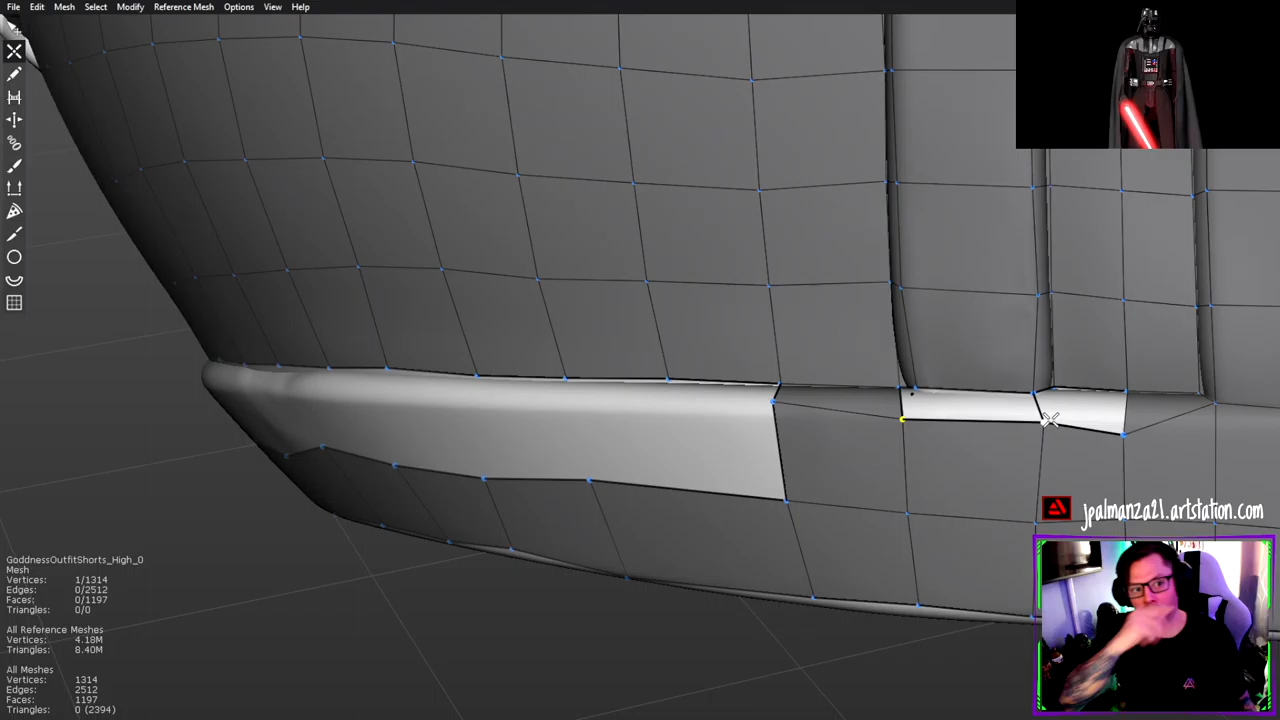 File Edit Mesh Select Modify Reference Mesh Options View Help
jpalmanza21.artstation.com
GoddnessOutfitShorts_High_0
Mesh
Vertices: 1/1314
Edges: 0/2512
Faces: 0/1197
Triangles: 0/0
All Reference Meshes
Vertices: 4.18M
Triangles: 8.40M
All Meshes
Vertices: 1314
Edges: 2512
Faces: 1197
Triangles: 0 (2394)